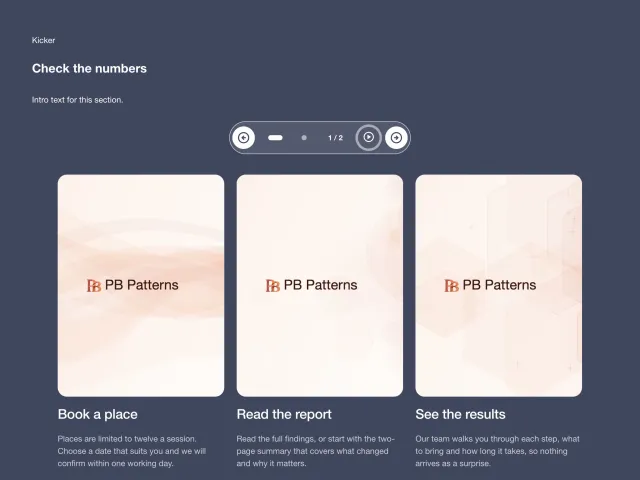 Kicker
Check the numbers
Intro text for this section.
1 / 2
PB PB Patterns
PB PB Patterns
PB PB Patterns
Book a place
Places are limited to twelve a session.
Choose a date that suits you and we will
confirm within one working day.
Read the report
Read the full findings, or start with the two-
page summary that covers what changed
and why it matters.
See the results
Our team walks you through each step, what
to bring and how long it takes, so nothing
arrives as a surprise.